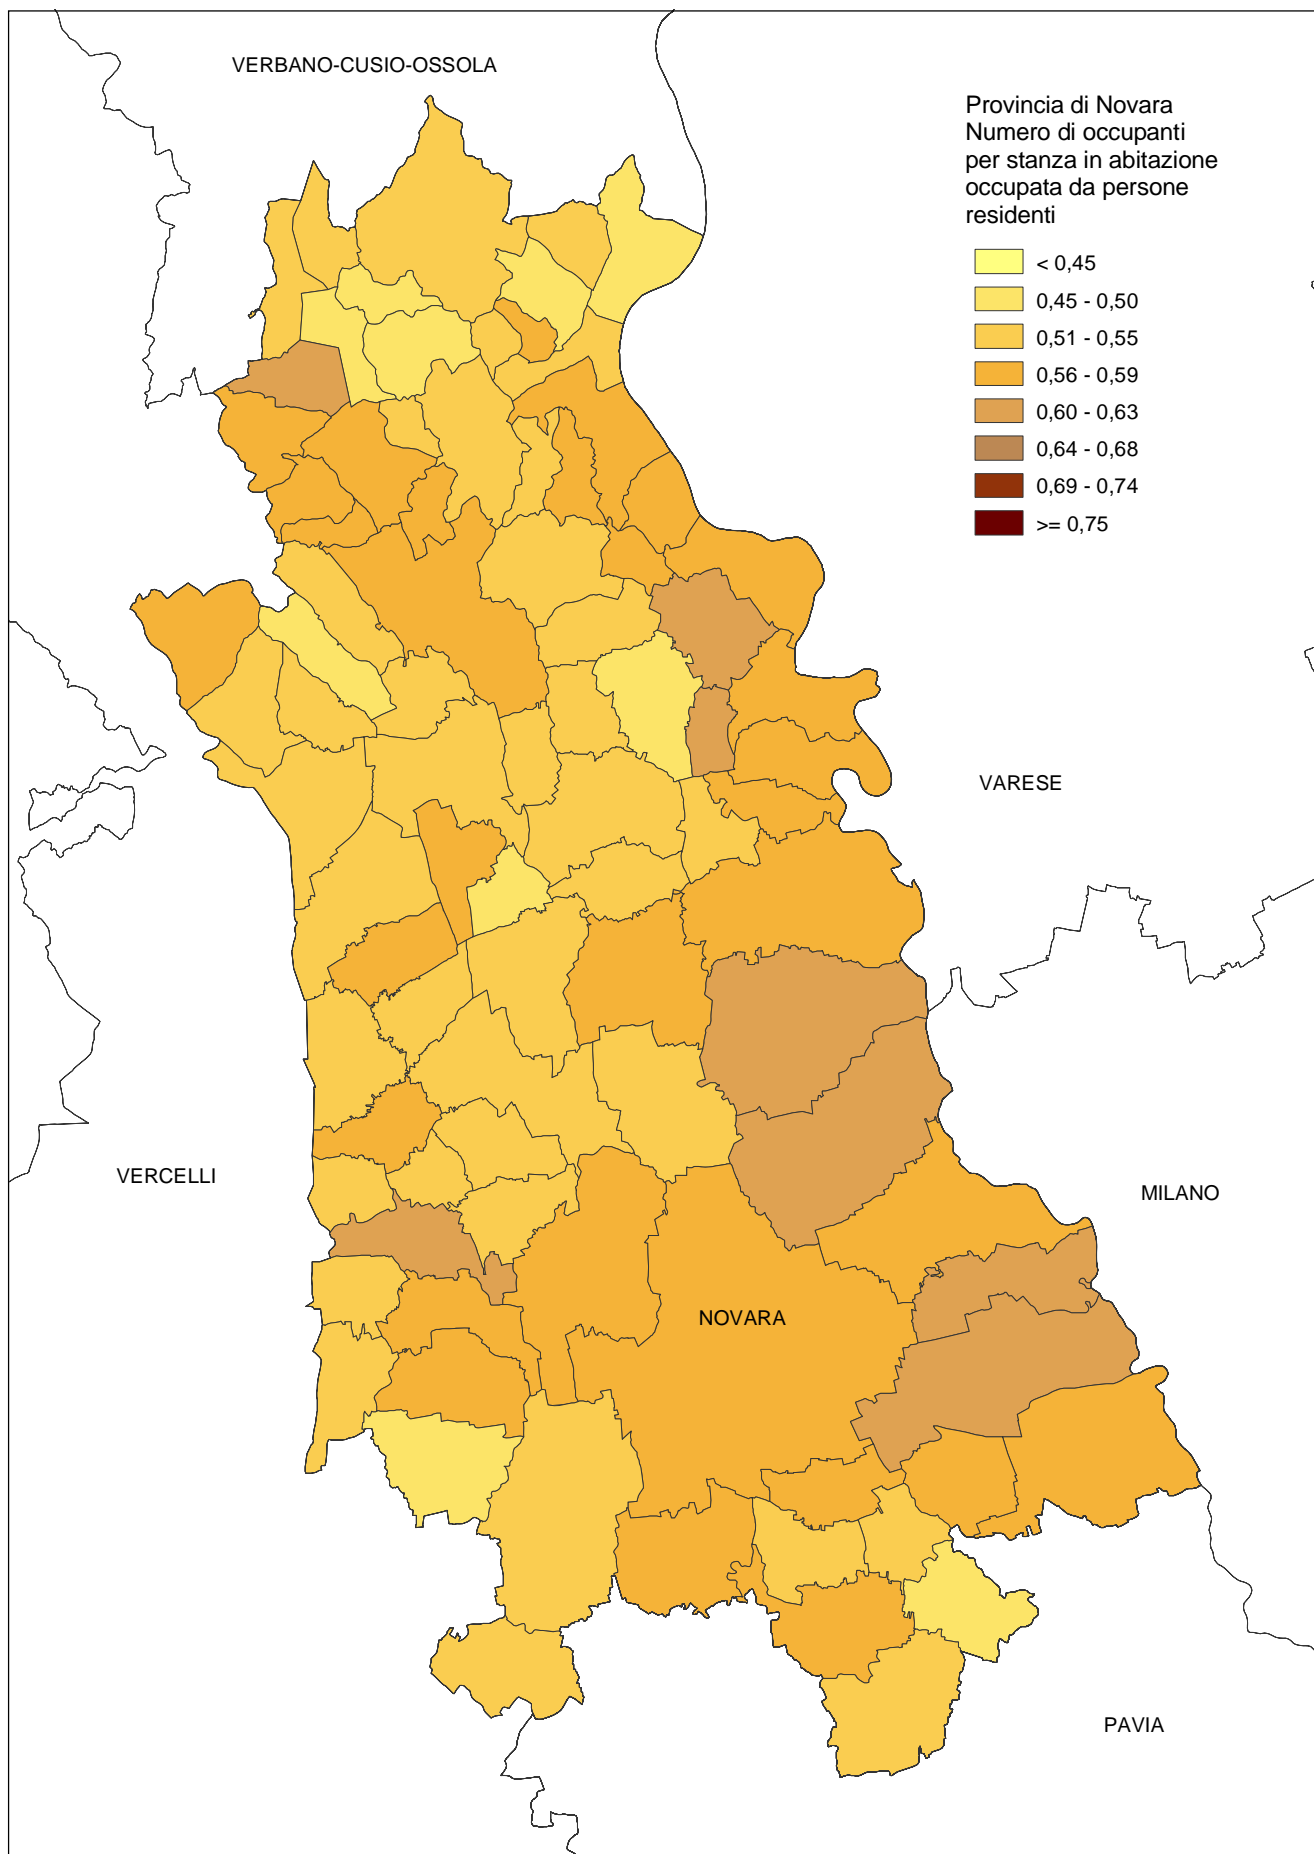 VERBANO-CUSIO-OSSOLA
Provincia di Novara
Numero di occupanti
per stanza in abitazione
occupata da persone
residenti
< 0,45
0,45 - 0,50
0,51 - 0,55
0,56 - 0,59
0,60 - 0,63
0,64 - 0,68
0,69 - 0,74
>= 0,75
VARESE
VERCELLI
MILANO
NOVARA
PAVIA